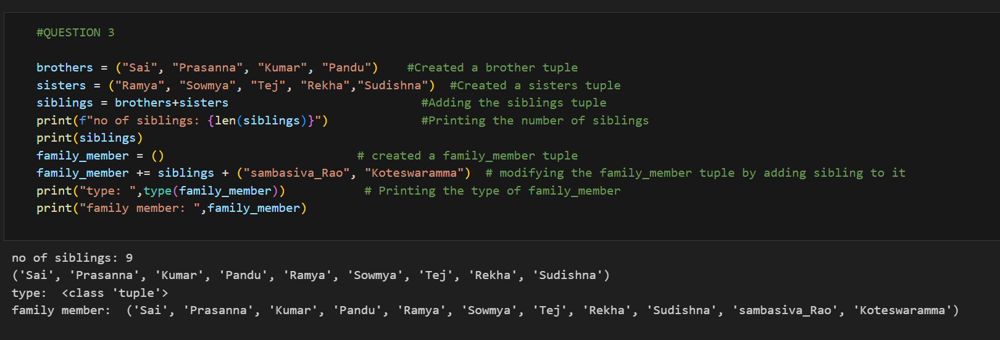 #QUESTION 3
brothers = ("Sai", "Prasanna", "Kumar", "Pandu")    #Created a brother tuple
sisters = ("Ramya", "Sowmya", "Tej", "Rekha","Sudishna")  #Created a sisters tuple
siblings = brothers+sisters                           #Adding the siblings tuple
print(f"no of siblings: {len(siblings)}")             #Printing the number of siblings
print(siblings)
family_member = ()                           # created a family_member tuple
family_member += siblings + ("sambasiva_Rao", "Koteswaramma")  # modifying the family_member tuple by adding sibling to it
print("type: ",type(family_member))           # Printing the type of family_member
print("family member: ",family_member)
no of siblings: 9
('Sai', 'Prasanna', 'Kumar', 'Pandu', 'Ramya', 'Sowmya', 'Tej', 'Rekha', 'Sudishna')
type:  <class 'tuple'>
family member:  ('Sai', 'Prasanna', 'Kumar', 'Pandu', 'Ramya', 'Sowmya', 'Tej', 'Rekha', 'Sudishna', 'sambasiva_Rao', 'Koteswaramma')